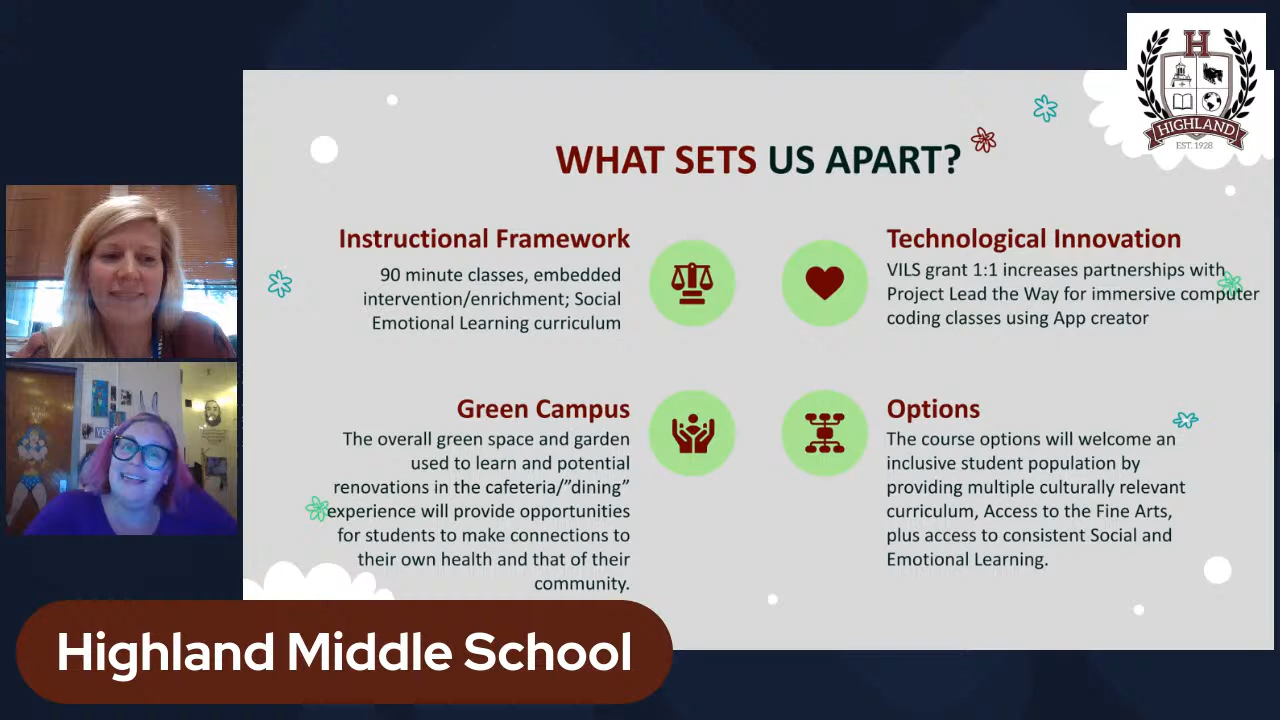 H
HIGHLAND
EST. 1928
WHAT SETS US APART?
Instructional Framework
90 minute classes, embedded
intervention/enrichment; Social
Emotional Learning curriculum
Technological Innovation
VILS grant 1:1 increases partnerships with
Project Lead the Way for immersive computer
coding classes using App creator
Green Campus
The overall green space and garden
used to learn and potential
renovations in the cafeteria/”dining”
experience will provide opportunities
for students to make connections to
their own health and that of their
community.
Options
The course options will welcome an
inclusive student population by
providing multiple culturally relevant
curriculum, Access to the Fine Arts,
plus access to consistent Social and
Emotional Learning.
YES
Highland Middle School